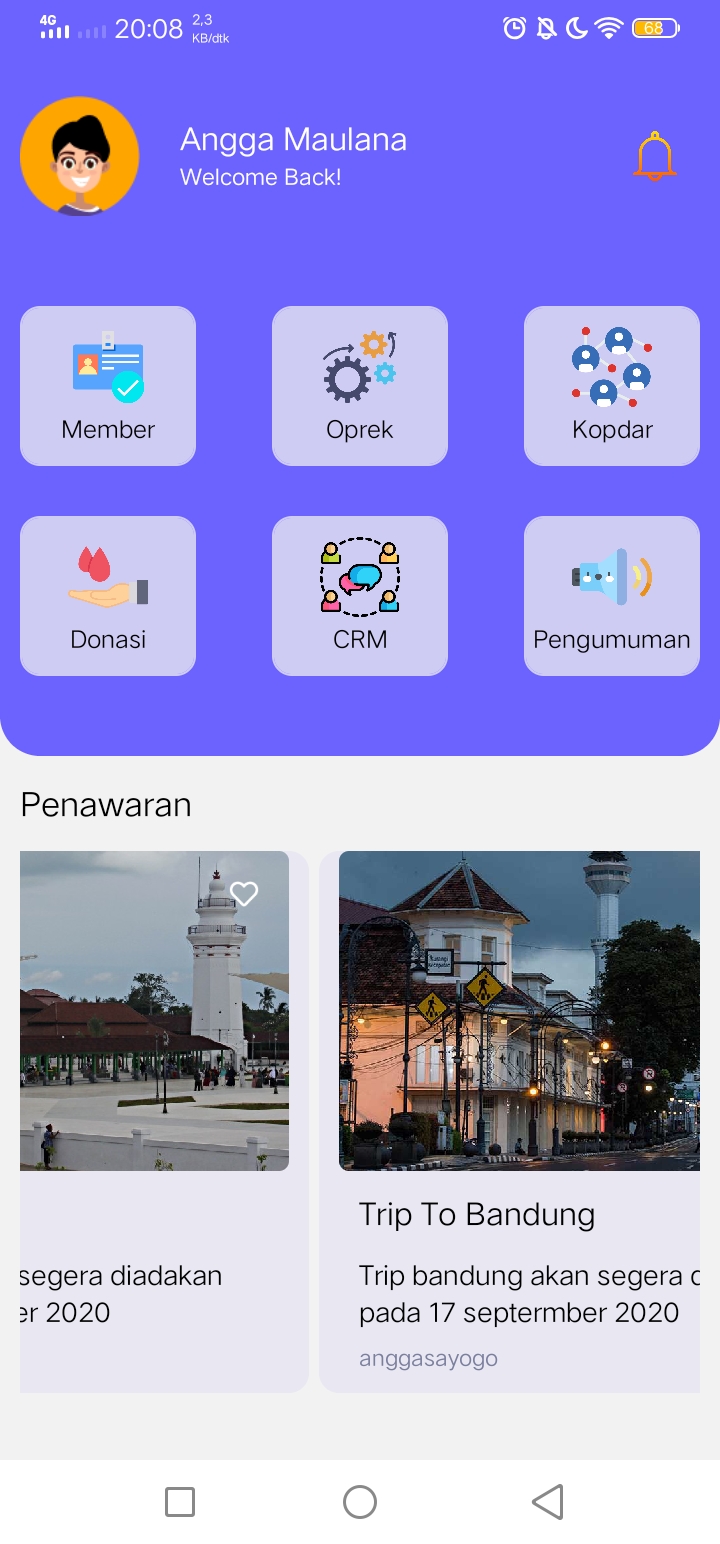 4G 20:08 2,3
KB/dtk
68
Angga Maulana
Welcome Back!
Member Oprek Kopdar
Donasi CRM Pengumuman
Penawaran
Trip To Bandung
segera diadakan
er 2020
Trip bandung akan segera
pada 17 septermber 2020
anggasayogo